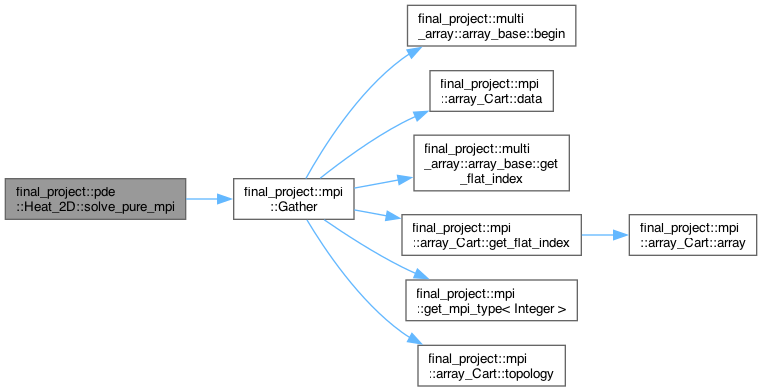 final_project::pde
::Heat_2D::solve_pure_mpi
final_project::mpi
::Gather
final_project::multi
_array::array_base::begin
final_project::mpi
::array_Cart::data
final_project::multi
_array::array_base::get
_flat_index
final_project::mpi
::array_Cart::get_flat_index
final_project::mpi
::array_Cart::array
final_project::mpi
::get_mpi_type< Integer >
final_project::mpi
::array_Cart::topology